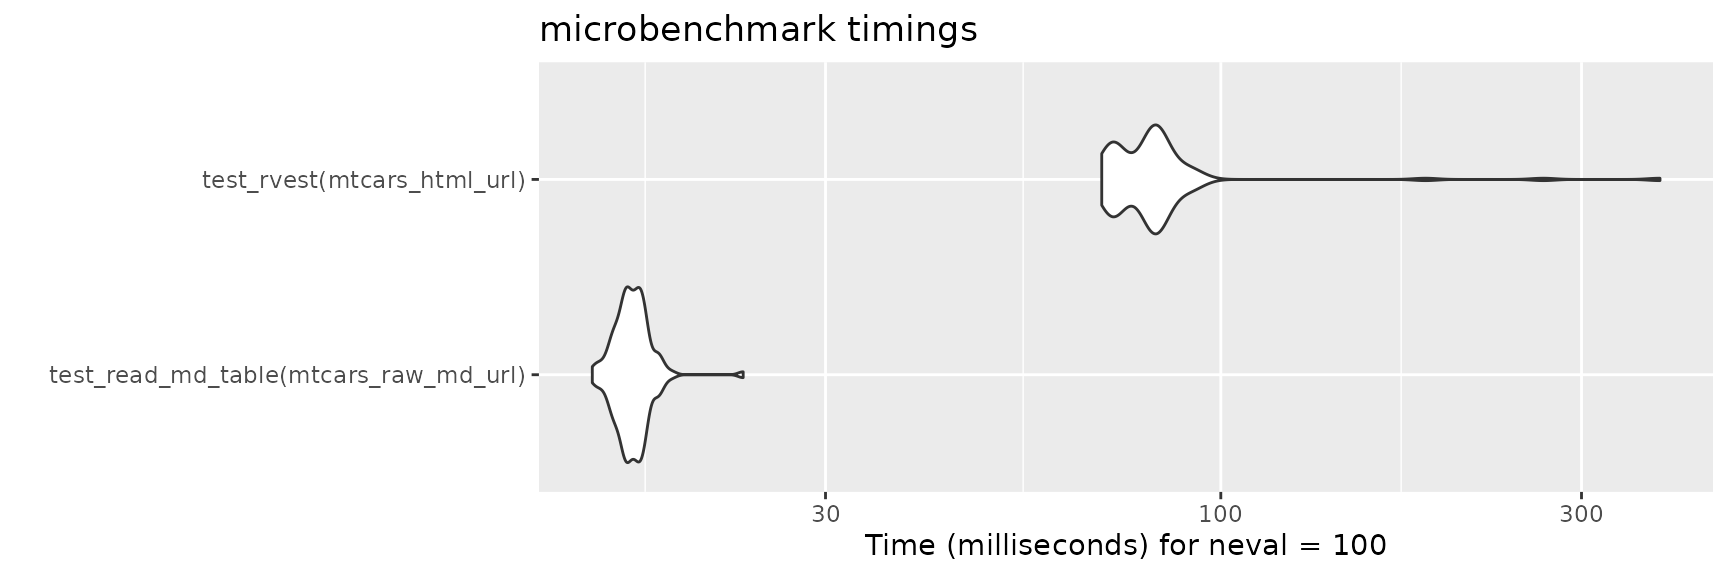 microbenchmark timings
test_rvest(mtcars_html_url)
test_read_md_table(mtcars_raw_md_url)
30 100 300
Time (milliseconds) for neval = 100